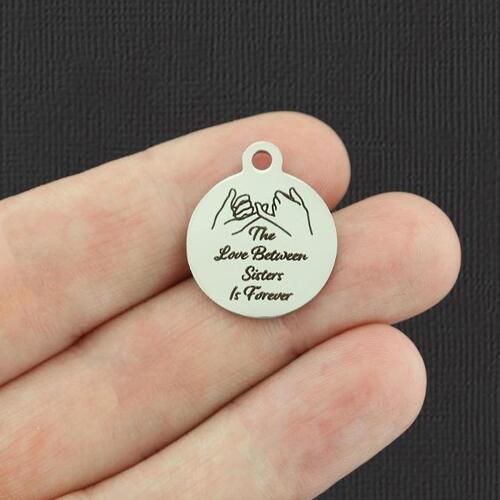 The
Love Between
Sisters
Is Forever